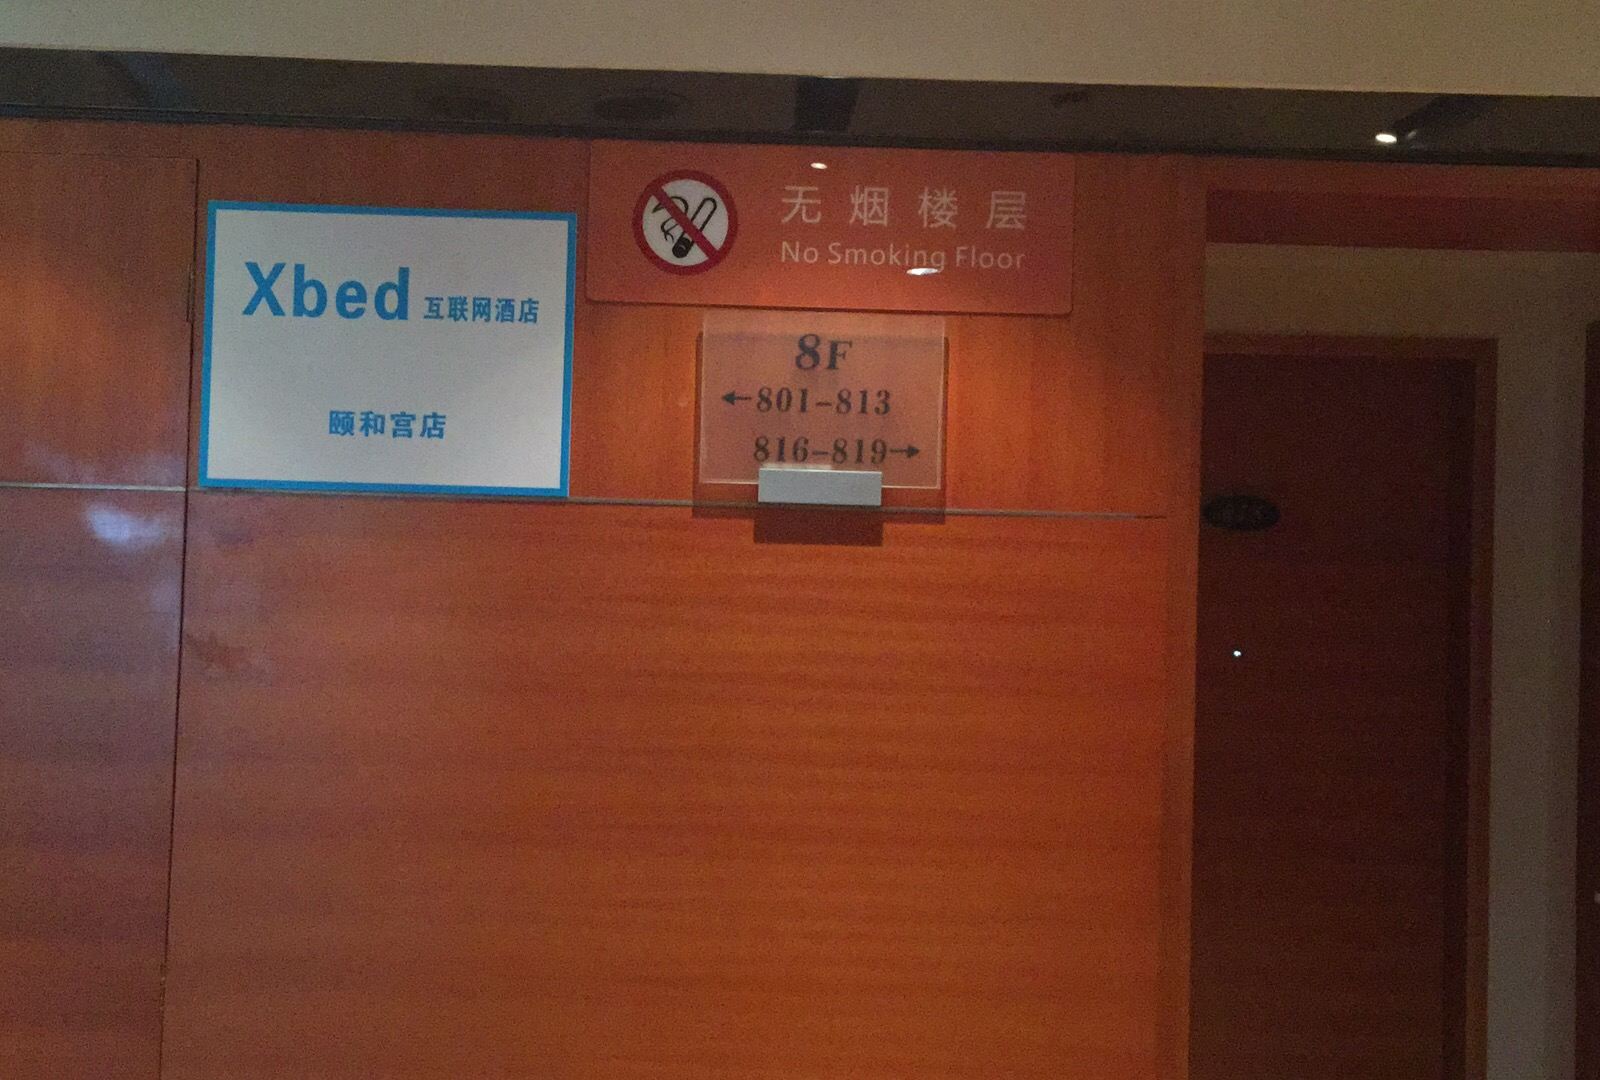 Xbed 互联网酒店
颐和宫店
无烟楼层
No Smoking Floor
8F
←801-813
816-819→